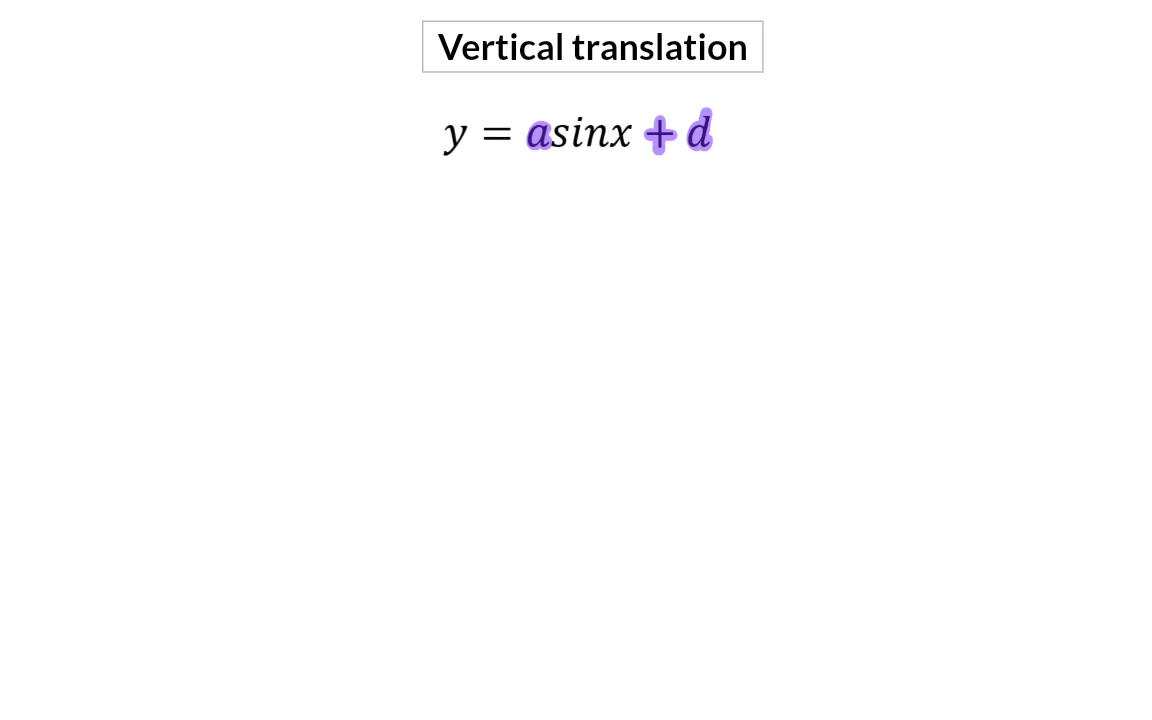 Vertical translation
y = asinx + d